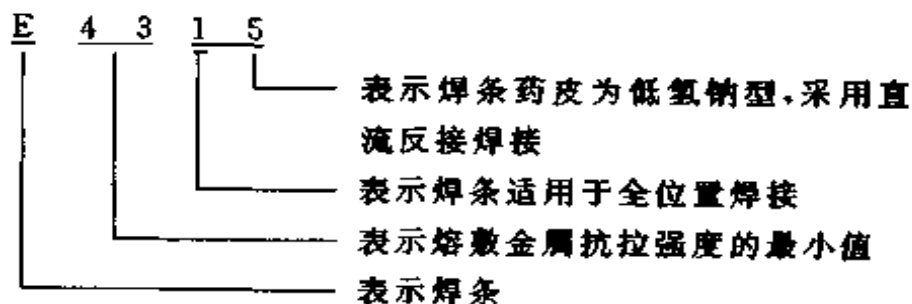 E 4 3 1 5
表示焊条药皮为低氢钠型，采用直
流反接焊接
表示焊条适用于全位置焊接
表示熔敷金属抗拉强度的最小值
表示焊条